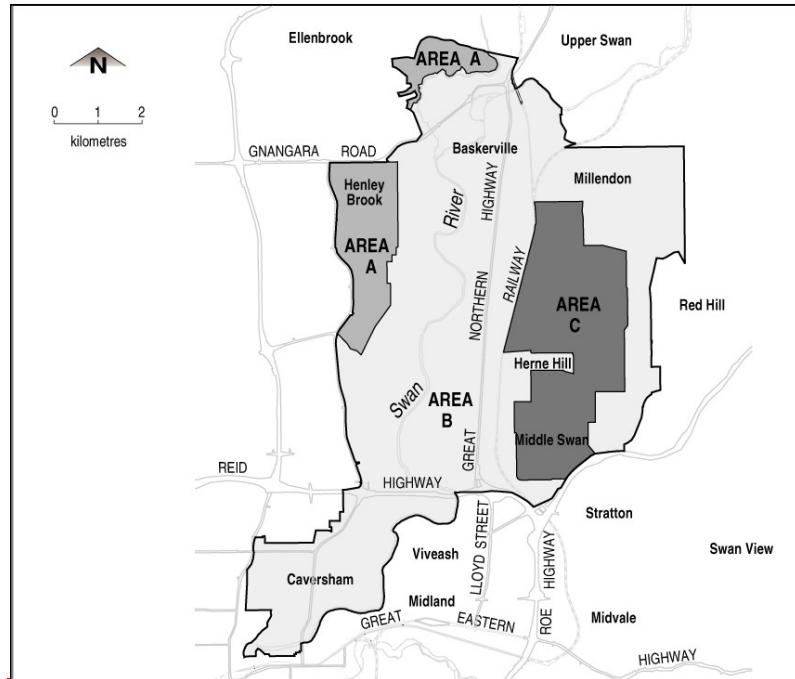 Ellenbrook
Upper Swan
AREA A
N
0 1 2
kilometres
GNANGARA ROAD
Baskerville
Henley
Brook
Millendon
River
HIGHWAY
AREA
A
RAILWAY
NORTHERN
AREA
C
Red Hill
Herne Hill
Swan
AREA
B
GREAT
Middle Swan
REID
HIGHWAY
Stratton
LLOYD STREET
HIGHWAY
Viveash
Swan View
Caversham
Midland
GREAT
EASTERN
ROE
Midvale
HIGHWAY